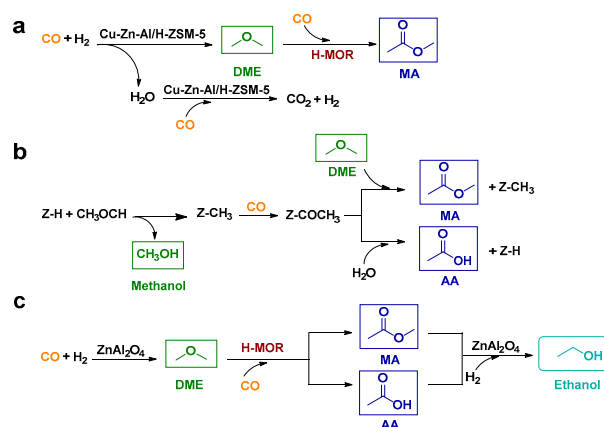 a
CO + H₂
Cu-Zn-Al/H-ZSM-5
O
DME
CO
H-MOR
O
O
MA
H₂O
Cu-Zn-Al/H-ZSM-5
CO
CO₂ + H₂
b
O
DME
Z-H + CH₃OCH
CH₃OH
Methanol
Z-CH₃
CO
Z-COCH₃
O
O
MA
+ Z-CH₃
H₂O
O
OH
AA
+ Z-H
c
CO + H₂
ZnAl₂O₄
O
DME
H-MOR
CO
O
O
MA
O
OH
AA
ZnAl₂O₄
H₂
OH
Ethanol